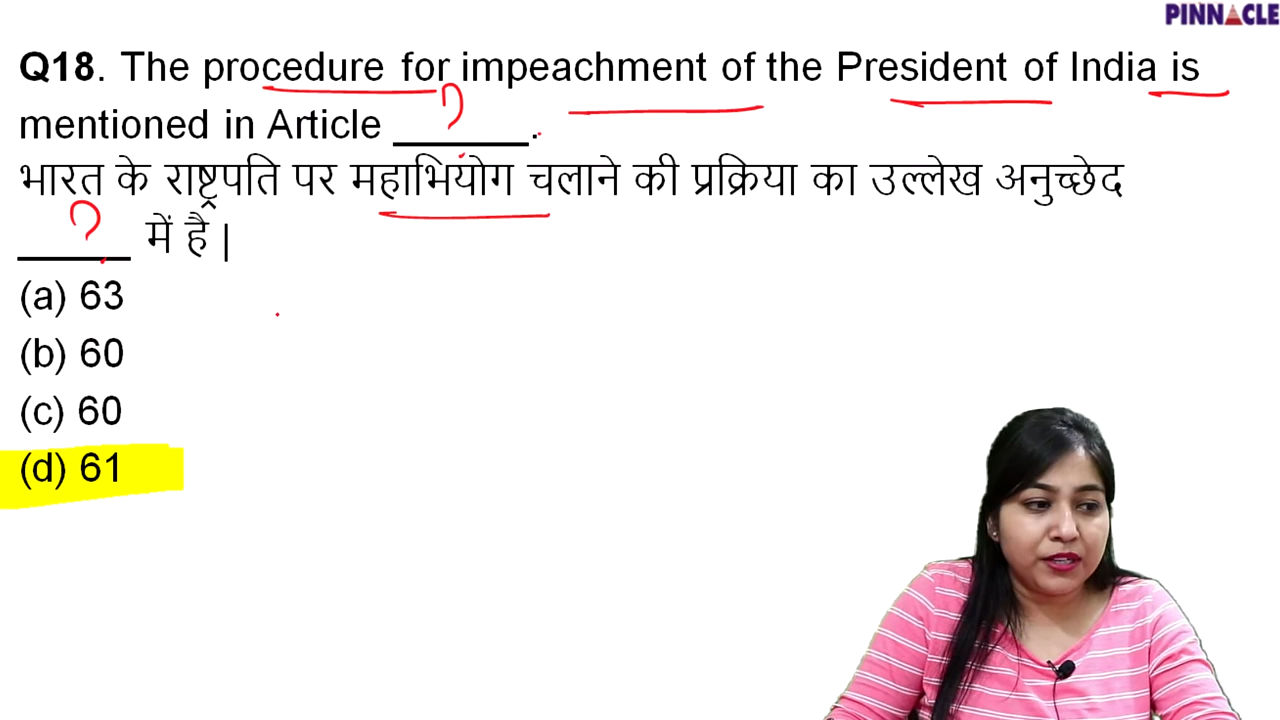 PINNACLE
Q18. The procedure for impeachment of the President of India is
?
mentioned in Article ______.
भारत के राष्ट्रपति पर महाभियोग चलाने की प्रक्रिया का उल्लेख अनुच्छेद
?
_____ में है |
(a) 63
(b) 60
(c) 60
(d) 61